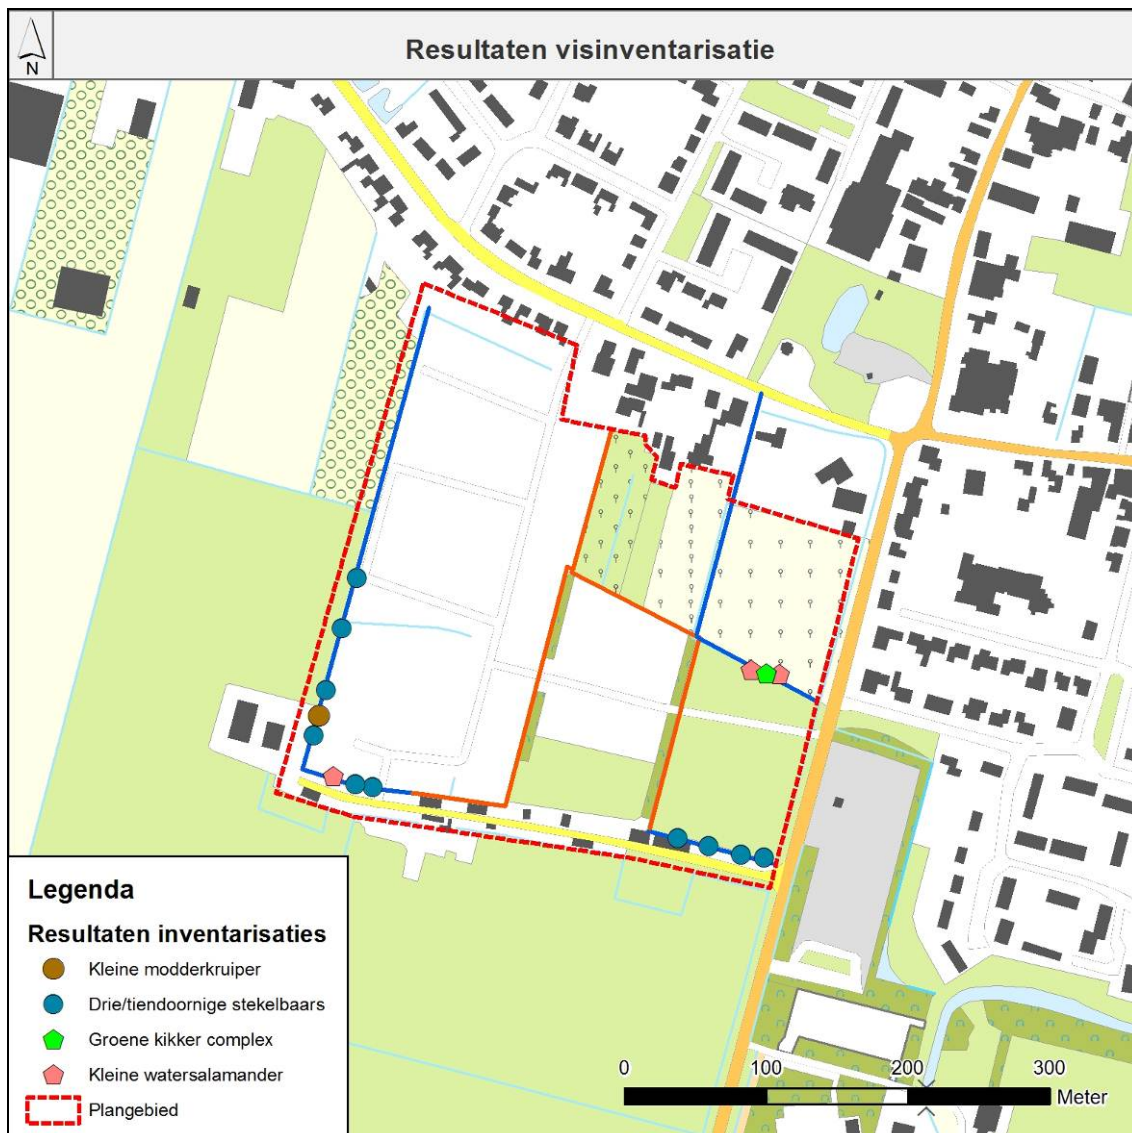 Resultaten visinventarisatie
N
Legenda
Resultaten inventarisaties
Kleine modderkruiper
Drie/tiendoornige stekelbaars
Groene kikker complex
Kleine watersalamander
Plangebied
0 100 200 300
Meter